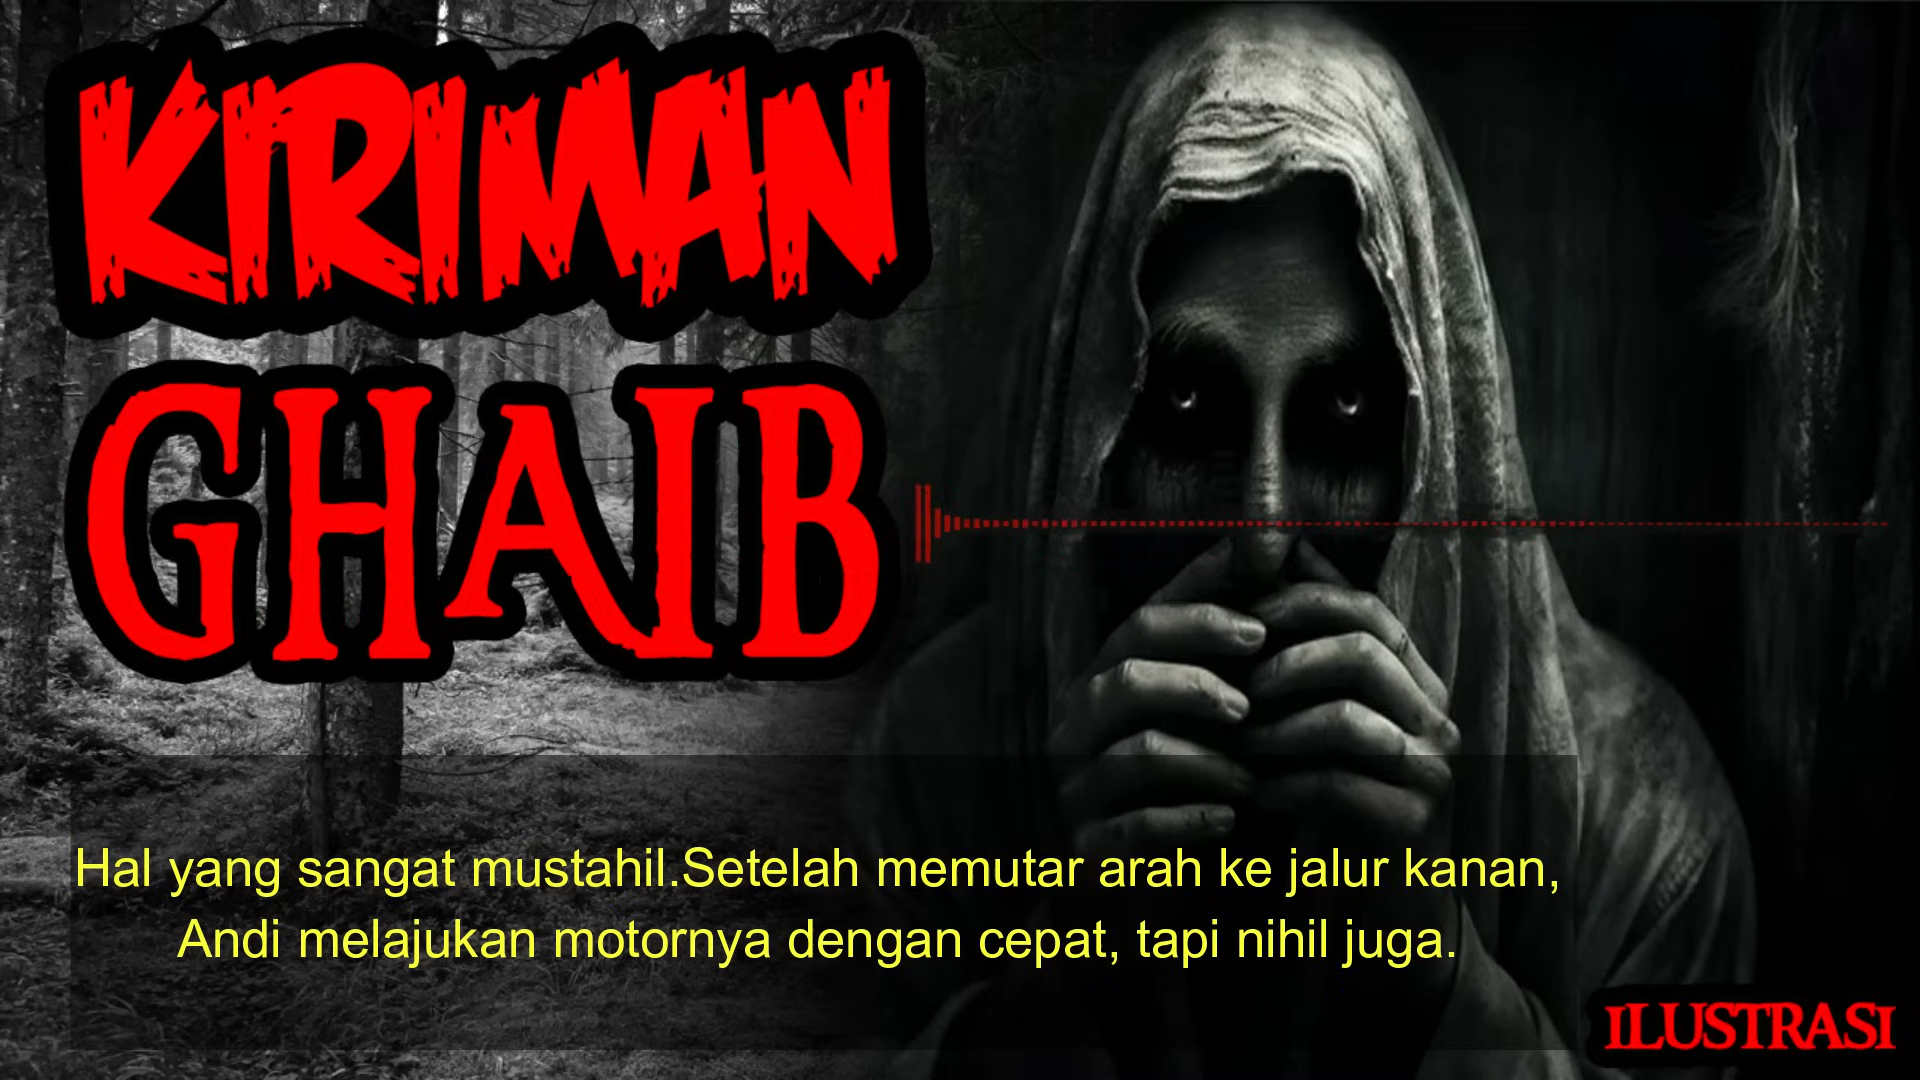 KIRIMAN
GHAIB
Hal yang sangat mustahil.Setelah memutar arah ke jalur kanan,
Andi melajukan motornya dengan cepat, tapi nihil juga.
ILUSTRASI